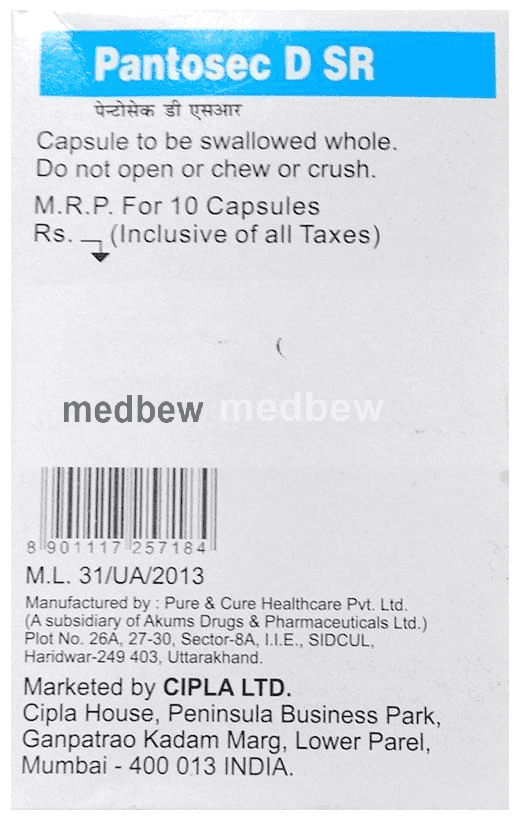 Pantosec D SR
पेन्टोसेक डी एसआर
Capsule to be swallowed whole.
Do not open or chew or crush.
M.R.P. For 10 Capsules
Rs. (Inclusive of all Taxes)
medbew medbew
8 901117 257184
M.L. 31/UA/2013
Manufactured by : Pure & Cure Healthcare Pvt. Ltd.
(A subsidiary of Akums Drugs & Pharmaceuticals Ltd.)
Plot No. 26A, 27-30, Sector-8A, I.I.E., SIDCUL,
Haridwar-249 403, Uttarakhand.
Marketed by CIPLA LTD.
Cipla House, Peninsula Business Park,
Ganpatrao Kadam Marg, Lower Parel,
Mumbai - 400 013 INDIA.